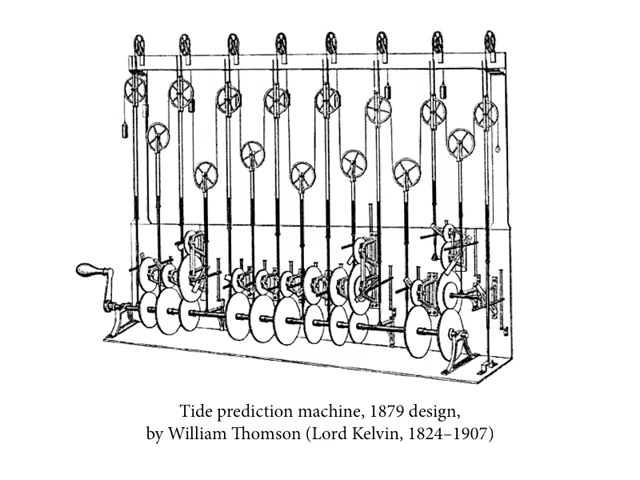 Tide prediction machine, 1879 design,
by William Thomson (Lord Kelvin, 1824–1907)